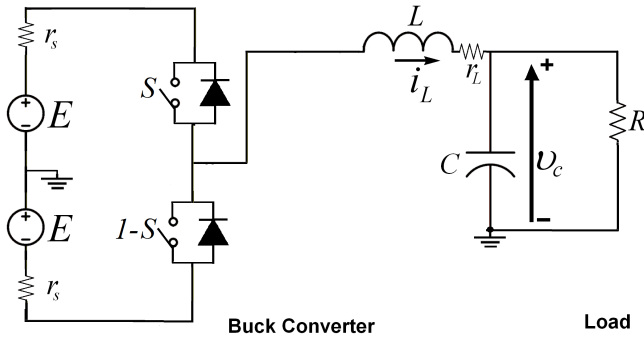 r_s
L
S
r_L
i_L
E
R
C
υ_c
E
1-S
r_s
Buck Converter
Load